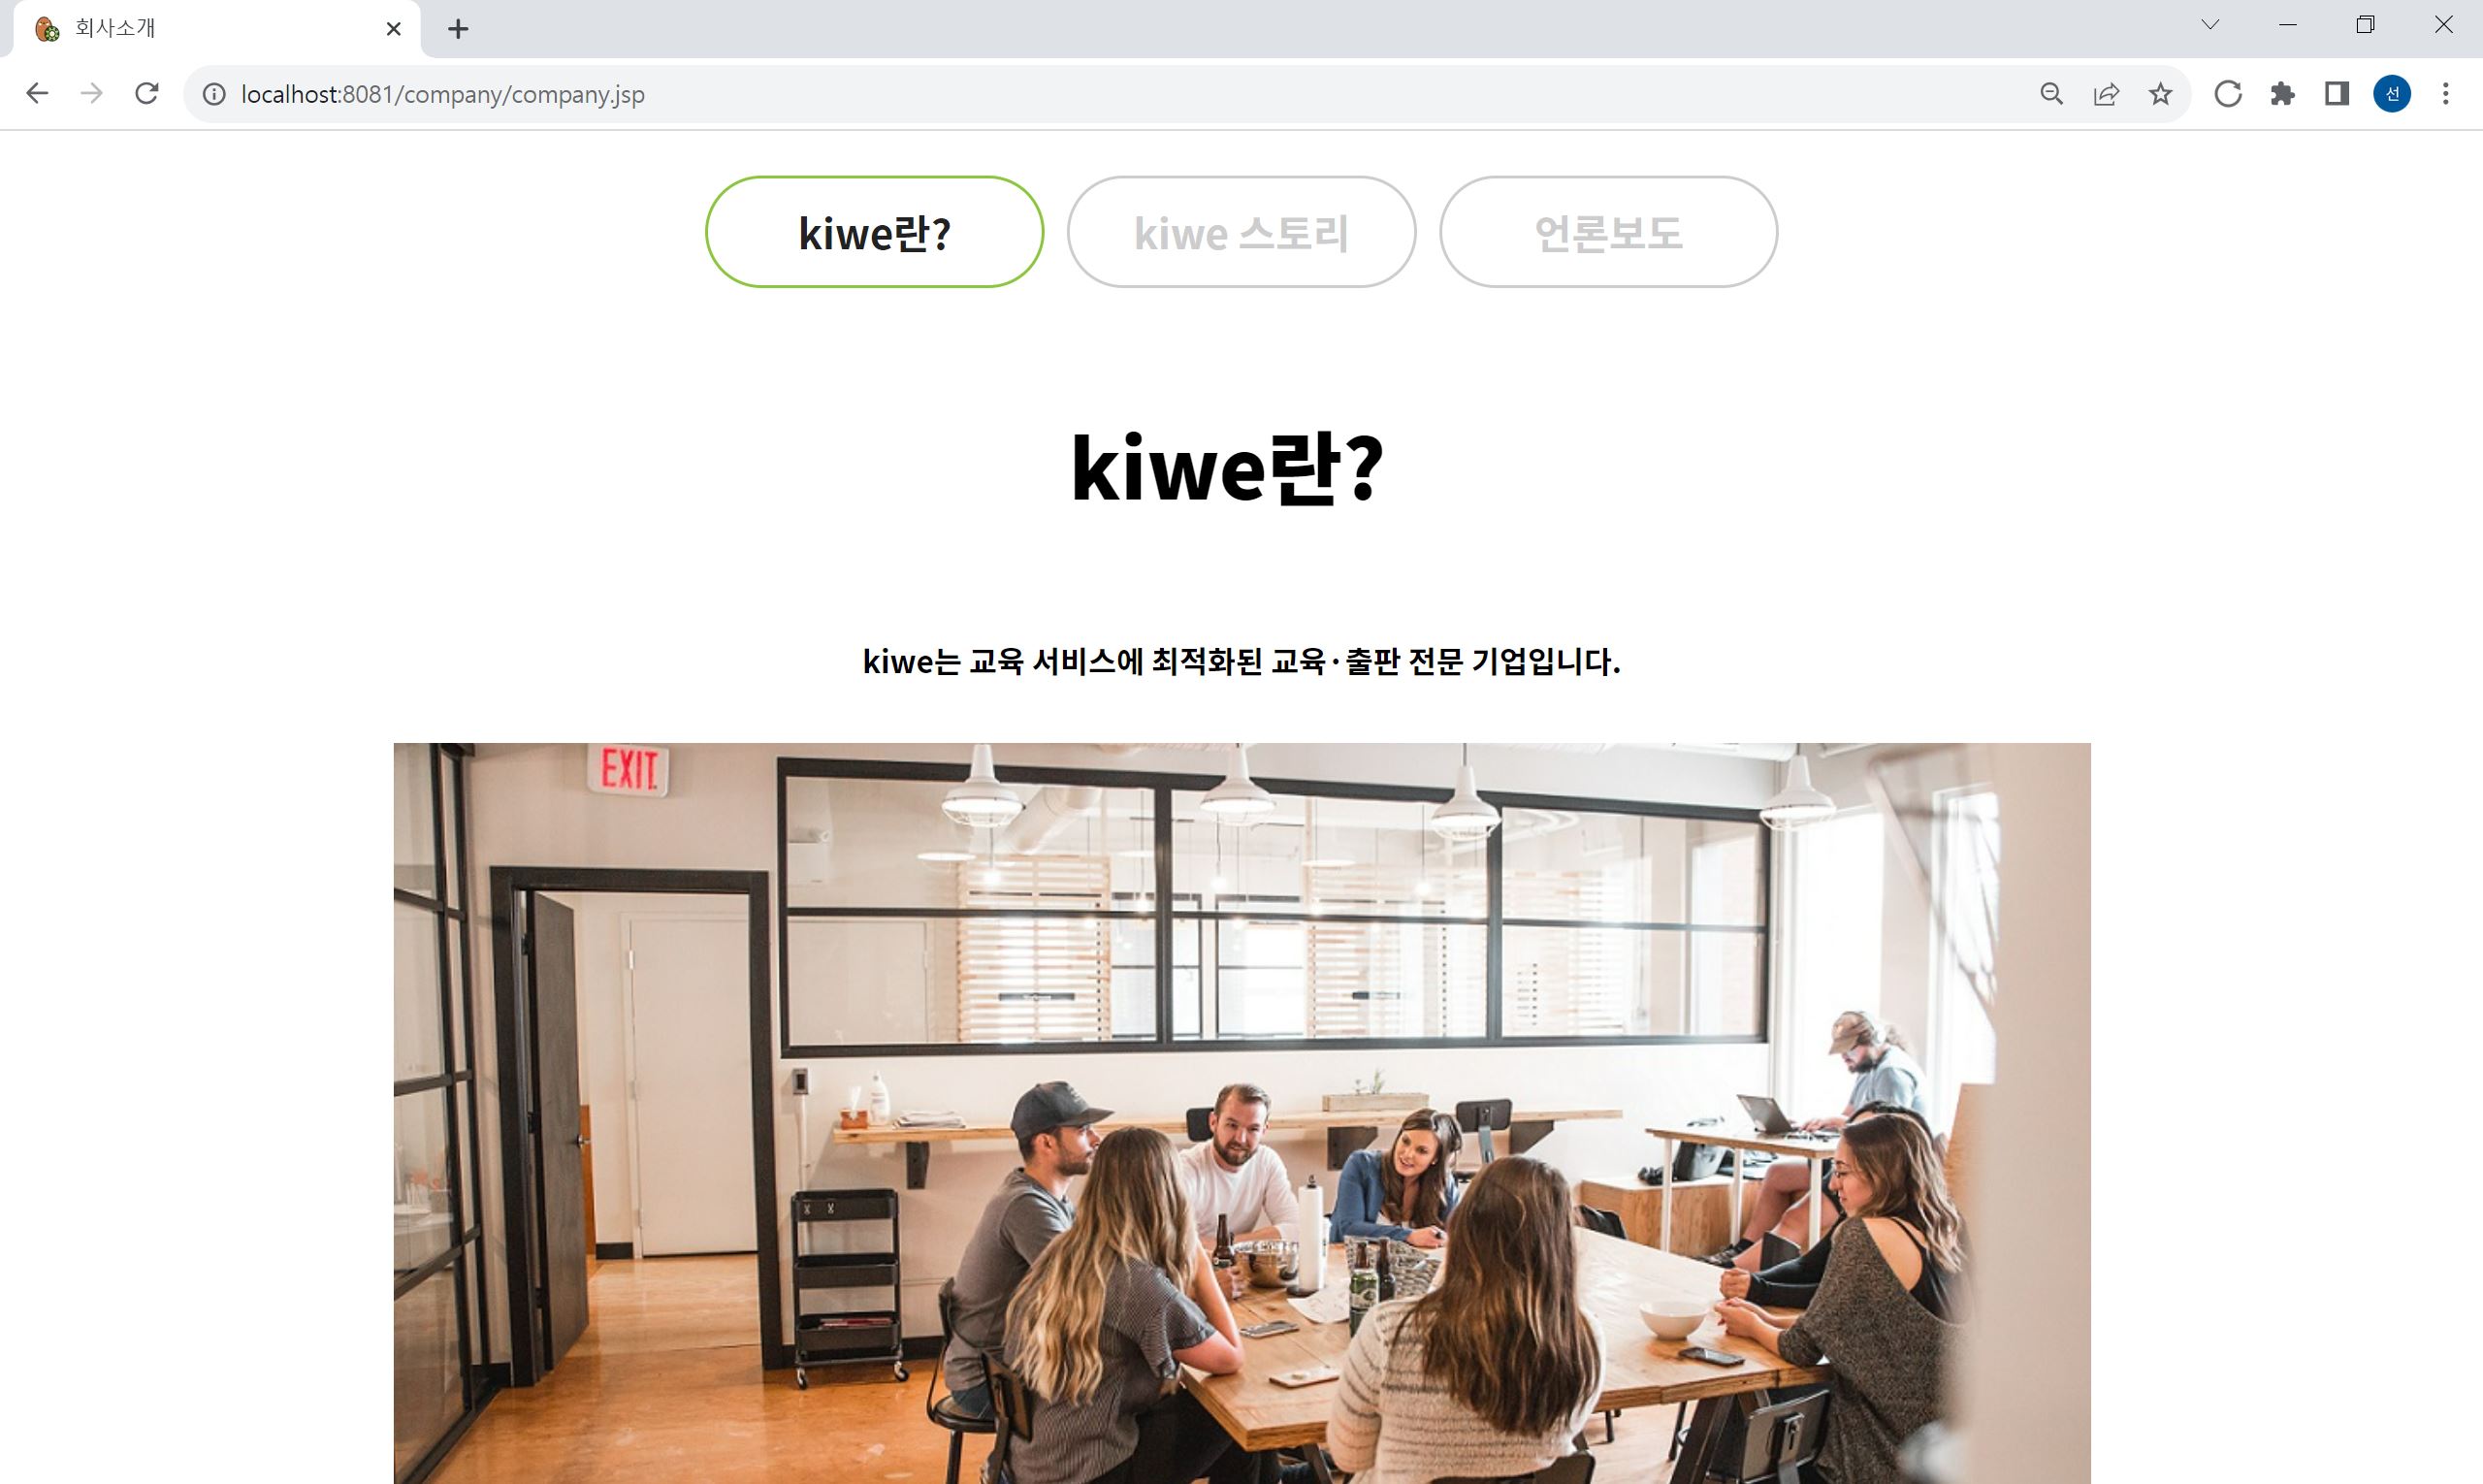 회사소개
localhost:8081/company/company.jsp
선
kiwe란?
kiwe 스토리
언론보도
kiwe란?
kiwe는 교육 서비스에 최적화된 교육·출판 전문 기업입니다.
EXIT